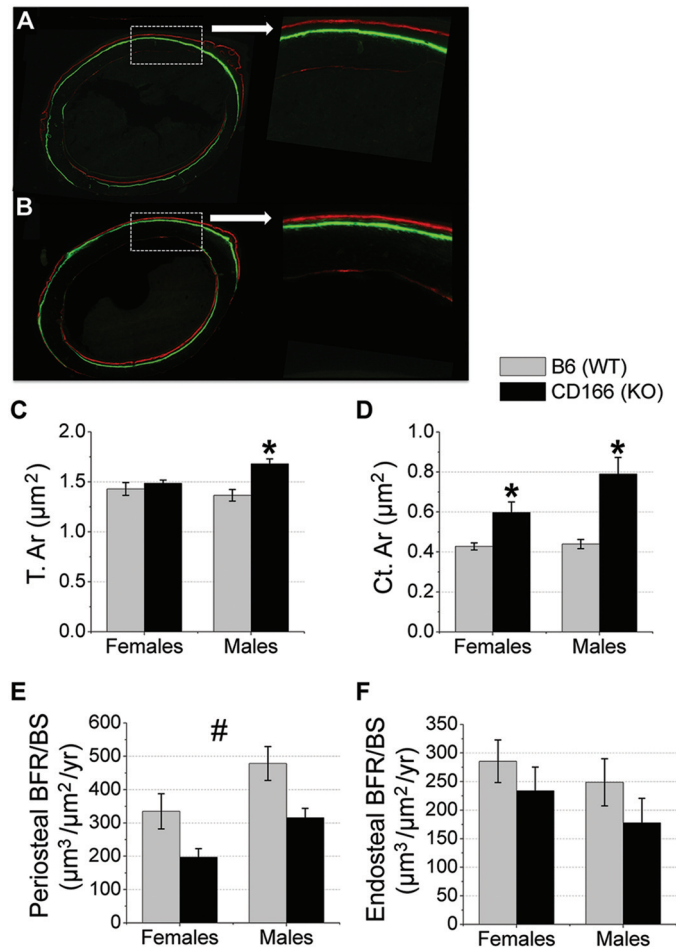 A
B
B6 (WT)
CD166 (KO)
C
T. Ar (µm²)
2.0
1.5
1.0
0.5
0.0
*
Females
Males
D
Ct. Ar (µm²)
1.0
0.8
0.6
0.4
0.2
0.0
*
*
Females
Males
E
Periosteal BFR/BS
(µm³/µm²/yr)
600
500
400
300
200
100
0
#
Females
Males
F
Endosteal BFR/BS
(µm³/µm²/yr)
350
300
250
200
150
100
50
0
Females
Males